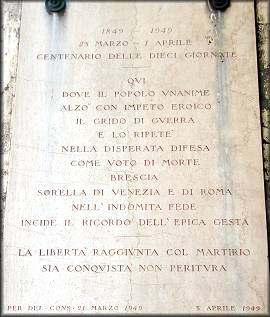 1849 - 1949
23 MARZO - 1 APRILE
CENTENARIO DELLE DIECI GIORNATE
QUI
DOVE IL POPOLO VNANIME
ALZÒ CON IMPETO EROICO
IL GRIDO DI GVERRA
E LO RIPETÈ
NELLA DISPERATA DIFESA
COME VOTO DI MORTE
BRESCIA
SORELLA DI VENEZIA E DI ROMA
NELL'INDOMITA FEDE
INCIDE IL RICORDO DELL'EPICA GESTA
LA LIBERTÀ RAGGIVNTA COL MARTIRIO
SIA CONQVISTA NON PERITVRA
PER DEL·CONS·21 MARZO 1949 3 APRILE 1949